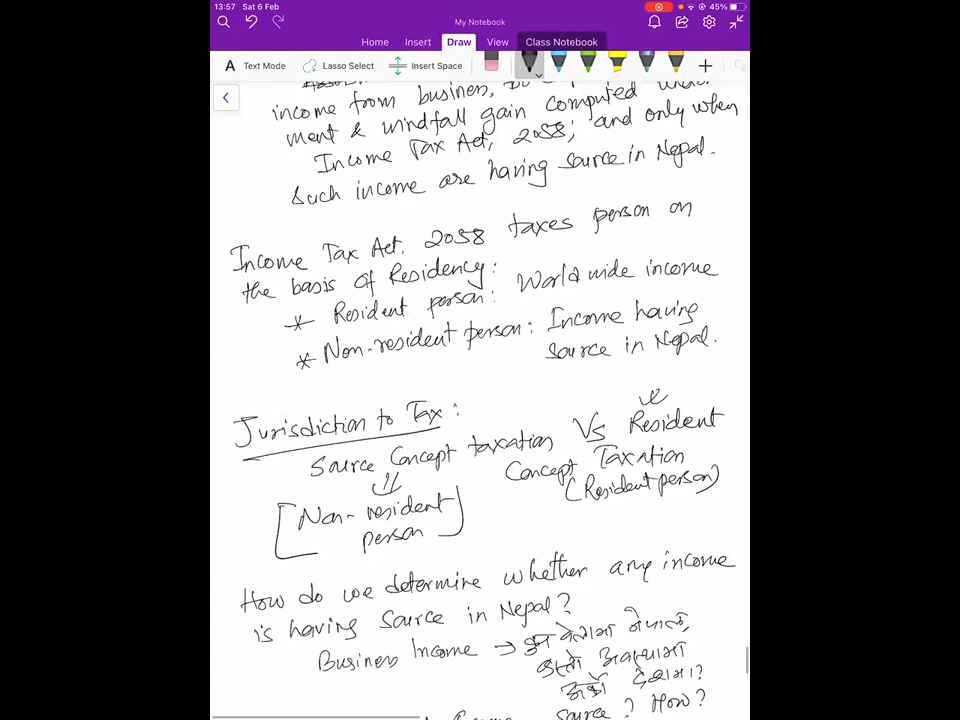 13:57 Sat 6 Feb
45%
My Notebook
Home Insert Draw View Class Notebook
Text Mode Lasso Select Insert Space
income from business,
ment & windfall gain computed under
Income Tax Act, 2058; and only when
Such income are having source in Nepal.
Income Tax Act, 2058 taxes person on
the basis of Residency:
* Resident person: Worldwide income
* Non-resident person: Income having
source in Nepal.
Jurisdiction to Tax:
Source Concept taxation Vs Resident
Concept Taxation
(Resident person)
[Non-resident
person]
How do we determine whether any income
is having source in Nepal?
Business Income →
नेपालले,
अवस्थामा
अर्को देशमा?
source? How?